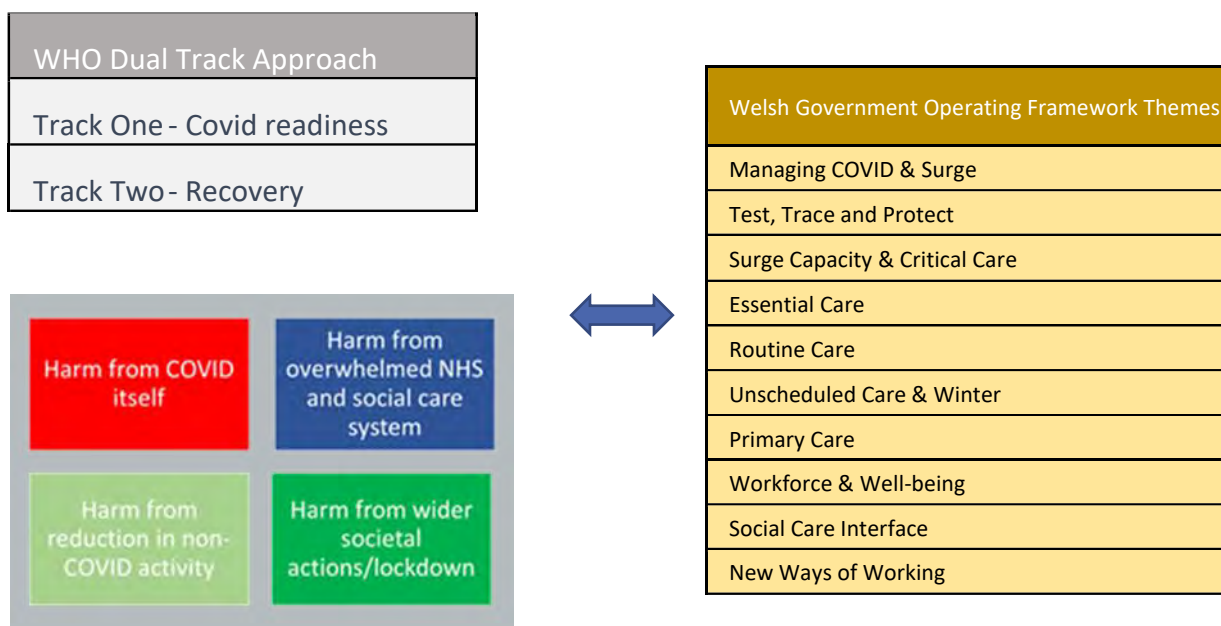 WHO Dual Track Approach
Track One - Covid readiness
Track Two - Recovery
Harm from COVID
itself
Harm from
overwhelmed NHS
and social care
system
Harm from
reduction in non-
COVID activity
Harm from wider
societal
actions/lockdown
Welsh Government Operating Framework Themes
Managing COVID & Surge
Test, Trace and Protect
Surge Capacity & Critical Care
Essential Care
Routine Care
Unscheduled Care & Winter
Primary Care
Workforce & Well-being
Social Care Interface
New Ways of Working